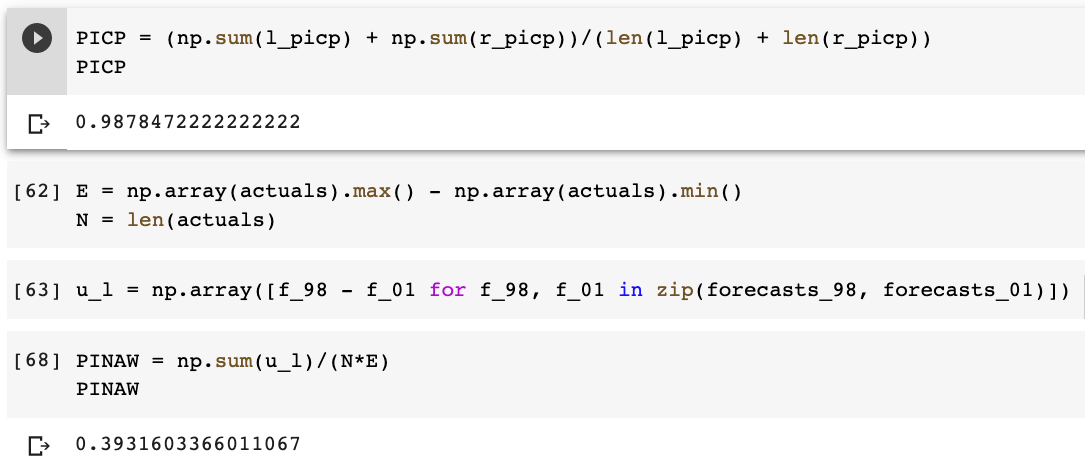 PICP = (np.sum(l_picp) + np.sum(r_picp))/(len(l_picp) + len(r_picp))
PICP
0.9878472222222222
[62] E = np.array(actuals).max() - np.array(actuals).min()
N = len(actuals)
[63] u_l = np.array([f_98 - f_01 for f_98, f_01 in zip(forecasts_98, forecasts_01)])
[68] PINAW = np.sum(u_l)/(N*E)
PINAW
0.3931603366011067